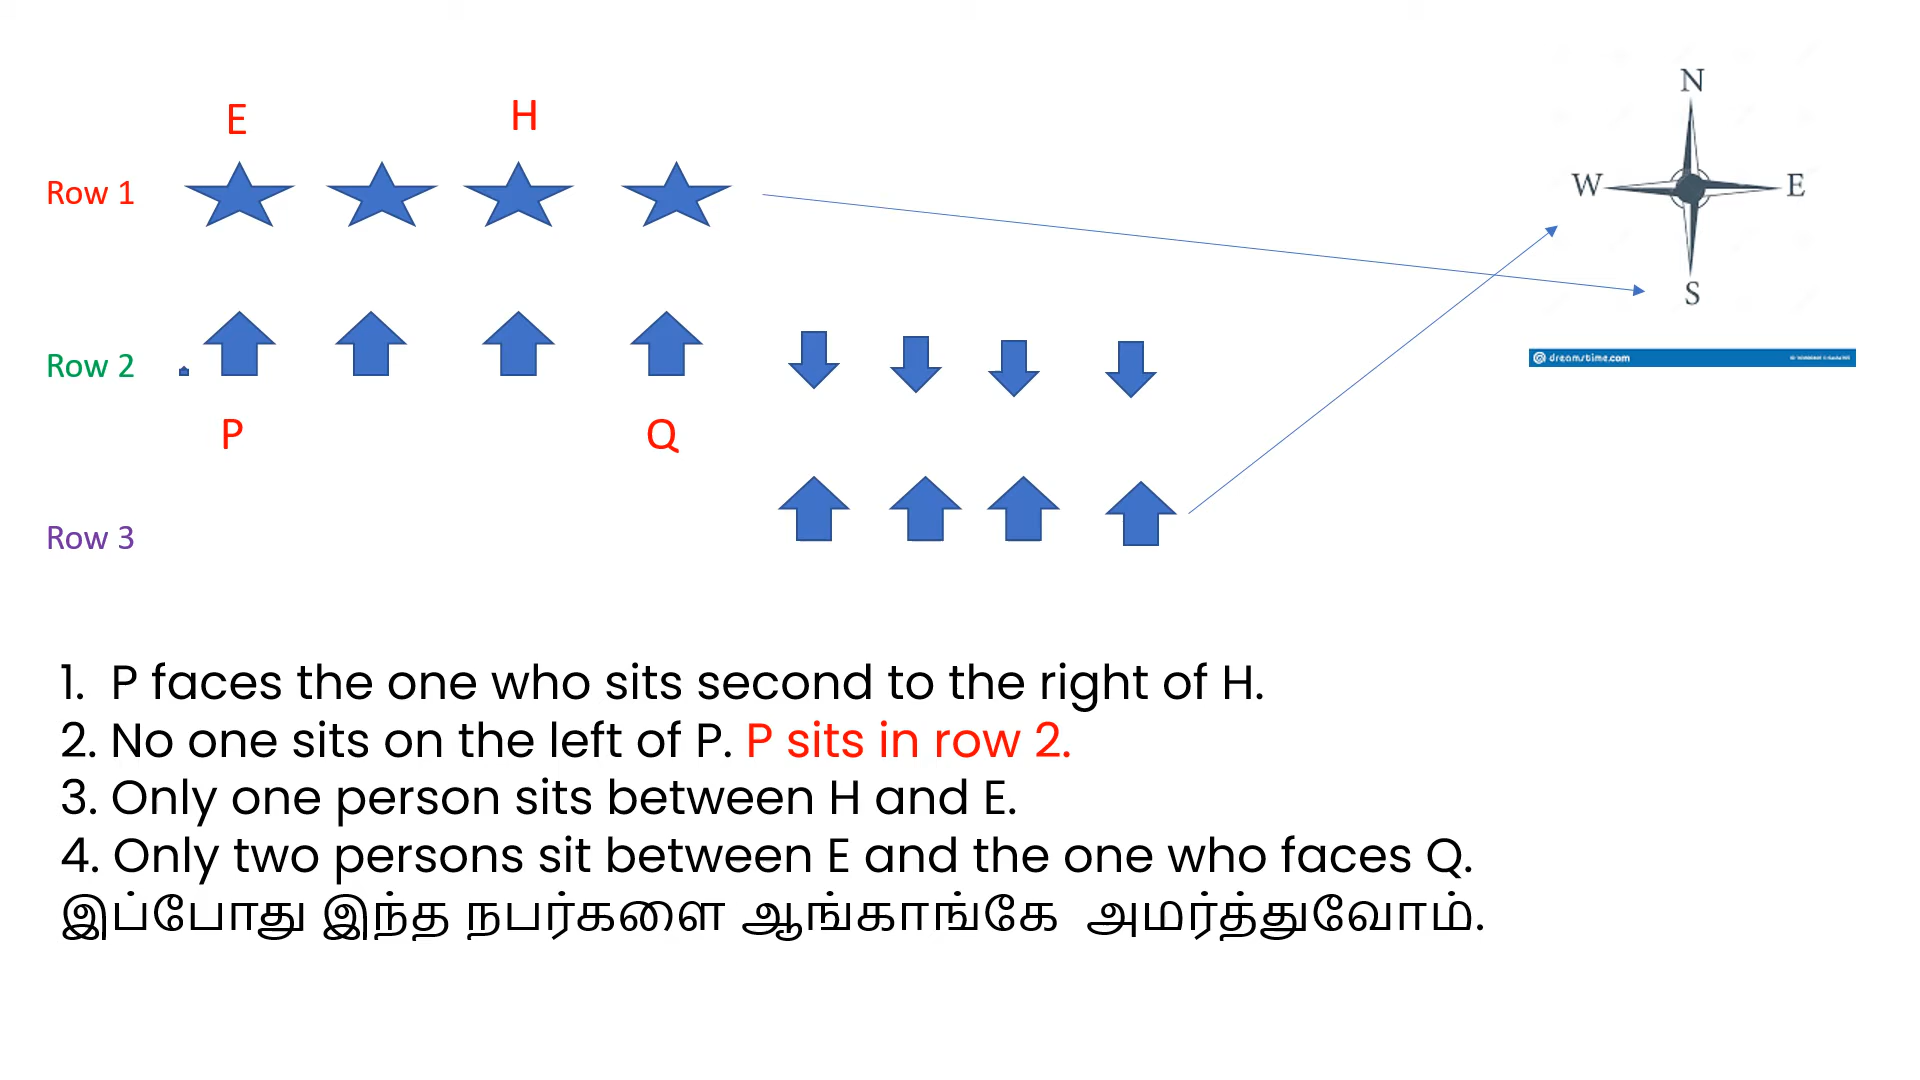 N
E H
Row 1
W E
S
Row 2
dreamstime.com
P Q
Row 3
1. P faces the one who sits second to the right of H.
2. No one sits on the left of P. P sits in row 2.
3. Only one person sits between H and E.
4. Only two persons sit between E and the one who faces Q.
இப்போது இந்த நபர்களை ஆங்காங்கே அமர்த்துவோம்.